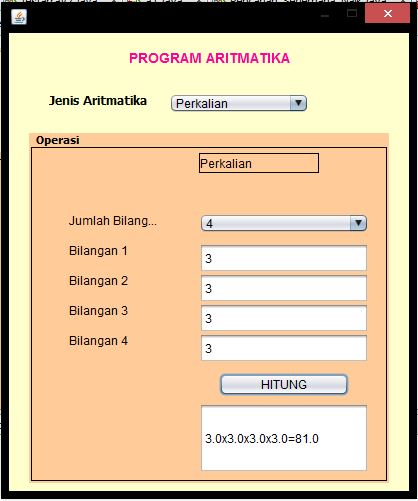 PROGRAM ARITMATIKA
Jenis Aritmatika Perkalian
Operasi
Perkalian
Jumlah Bilang... 4
Bilangan 1 3
Bilangan 2 3
Bilangan 3 3
Bilangan 4 3
HITUNG
3.0x3.0x3.0x3.0=81.0